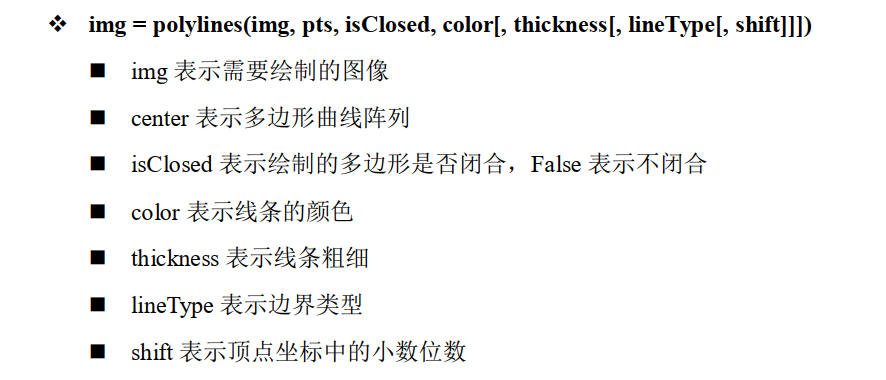 ❖ img = polylines(img, pts, isClosed, color[, thickness[, lineType[, shift]]])
■ img 表示需要绘制的图像
■ center 表示多边形曲线阵列
■ isClosed 表示绘制的多边形是否闭合，False 表示不闭合
■ color 表示线条的颜色
■ thickness 表示线条粗细
■ lineType 表示边界类型
■ shift 表示顶点坐标中的小数位数